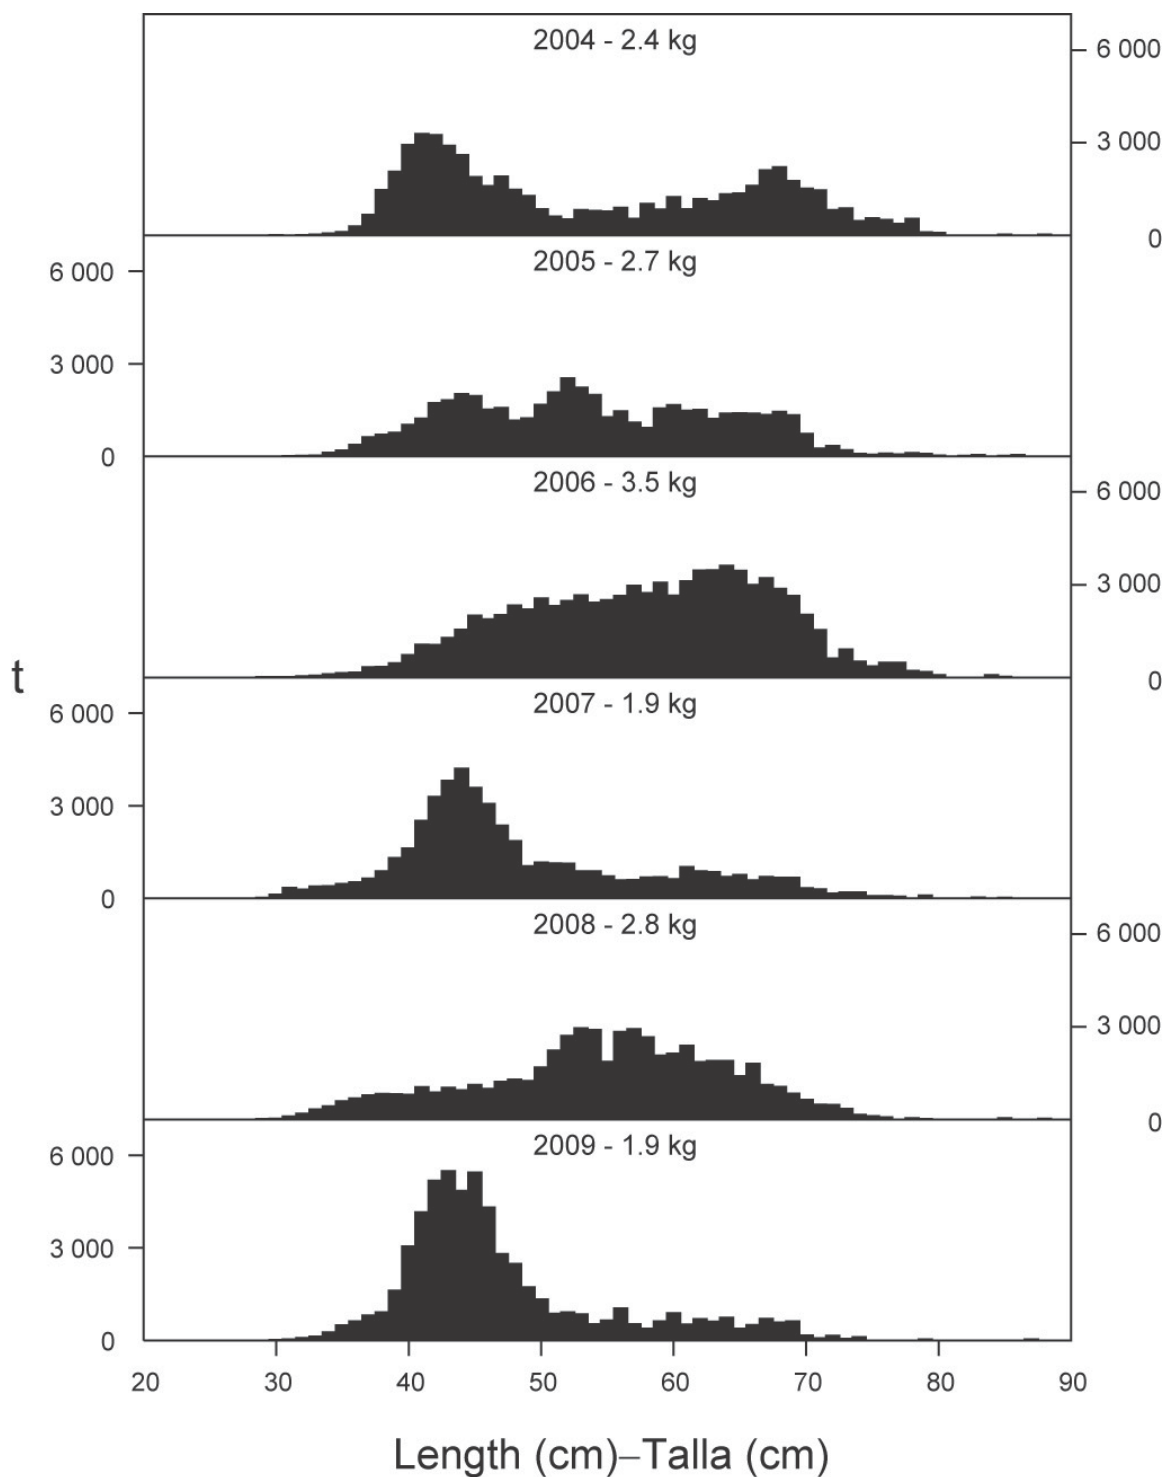 2004 - 2.4 kg
6 000
3 000
0
2005 - 2.7 kg
6 000
3 000
0
2006 - 3.5 kg
6 000
3 000
0
t
2007 - 1.9 kg
6 000
3 000
0
2008 - 2.8 kg
6 000
3 000
0
2009 - 1.9 kg
6 000
3 000
0
20 30 40 50 60 70 80 90
Length (cm)–Talla (cm)